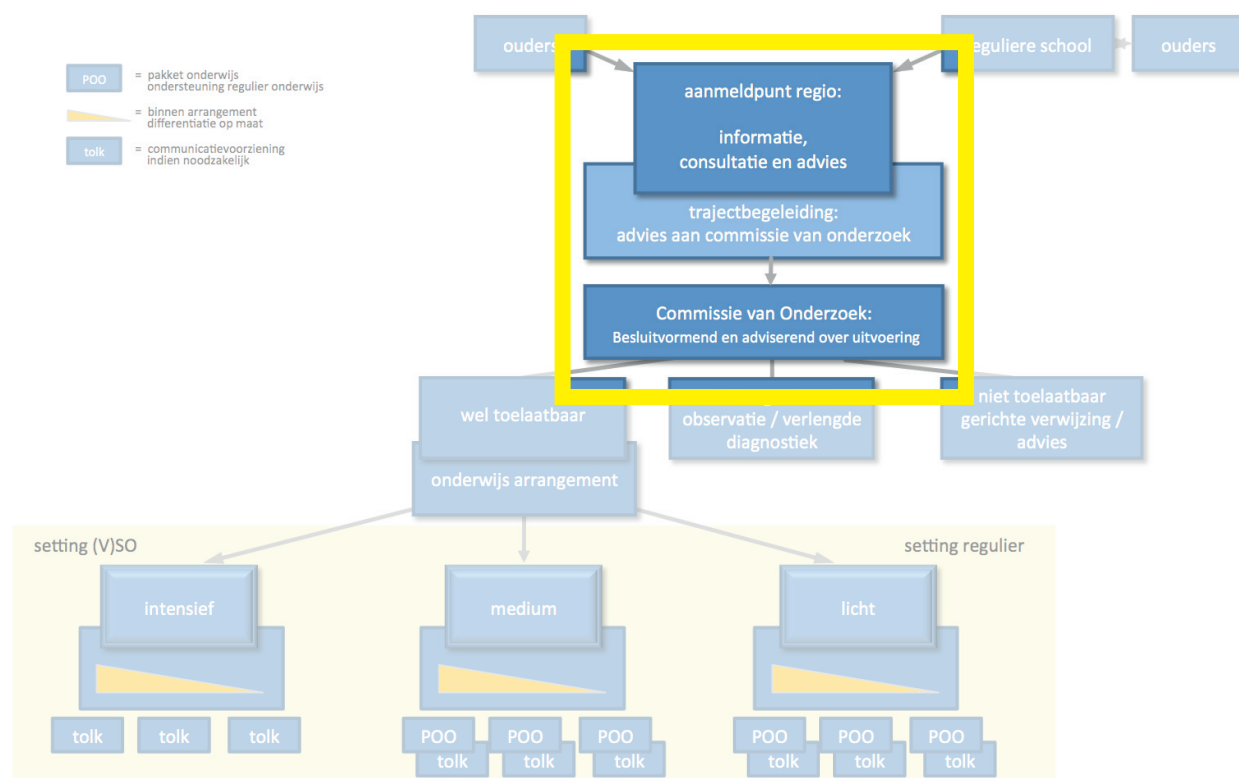 ouders
reguliere school
ouders
POO
= pakket onderwijs
ondersteuning regulier onderwijs
= binnen arrangement
differentiatie op maat
tolk
= communicatievoorziening
indien noodzakelijk
aanmeldpunt regio:
informatie,
consultatie en advies
trajectbegeleiding:
advies aan commissie van onderzoek
Commissie van Onderzoek:
Besluitvormend en adviserend over uitvoering
wel toelaatbaar
observatie / verlengde
diagnostiek
niet toelaatbaar
gerichte verwijzing /
advies
onderwijs arrangement
setting (V)SO
setting regulier
intensief
medium
licht
tolk
tolk
tolk
POO
tolk
POO
tolk
POO
tolk
POO
tolk
POO
tolk
POO
tolk